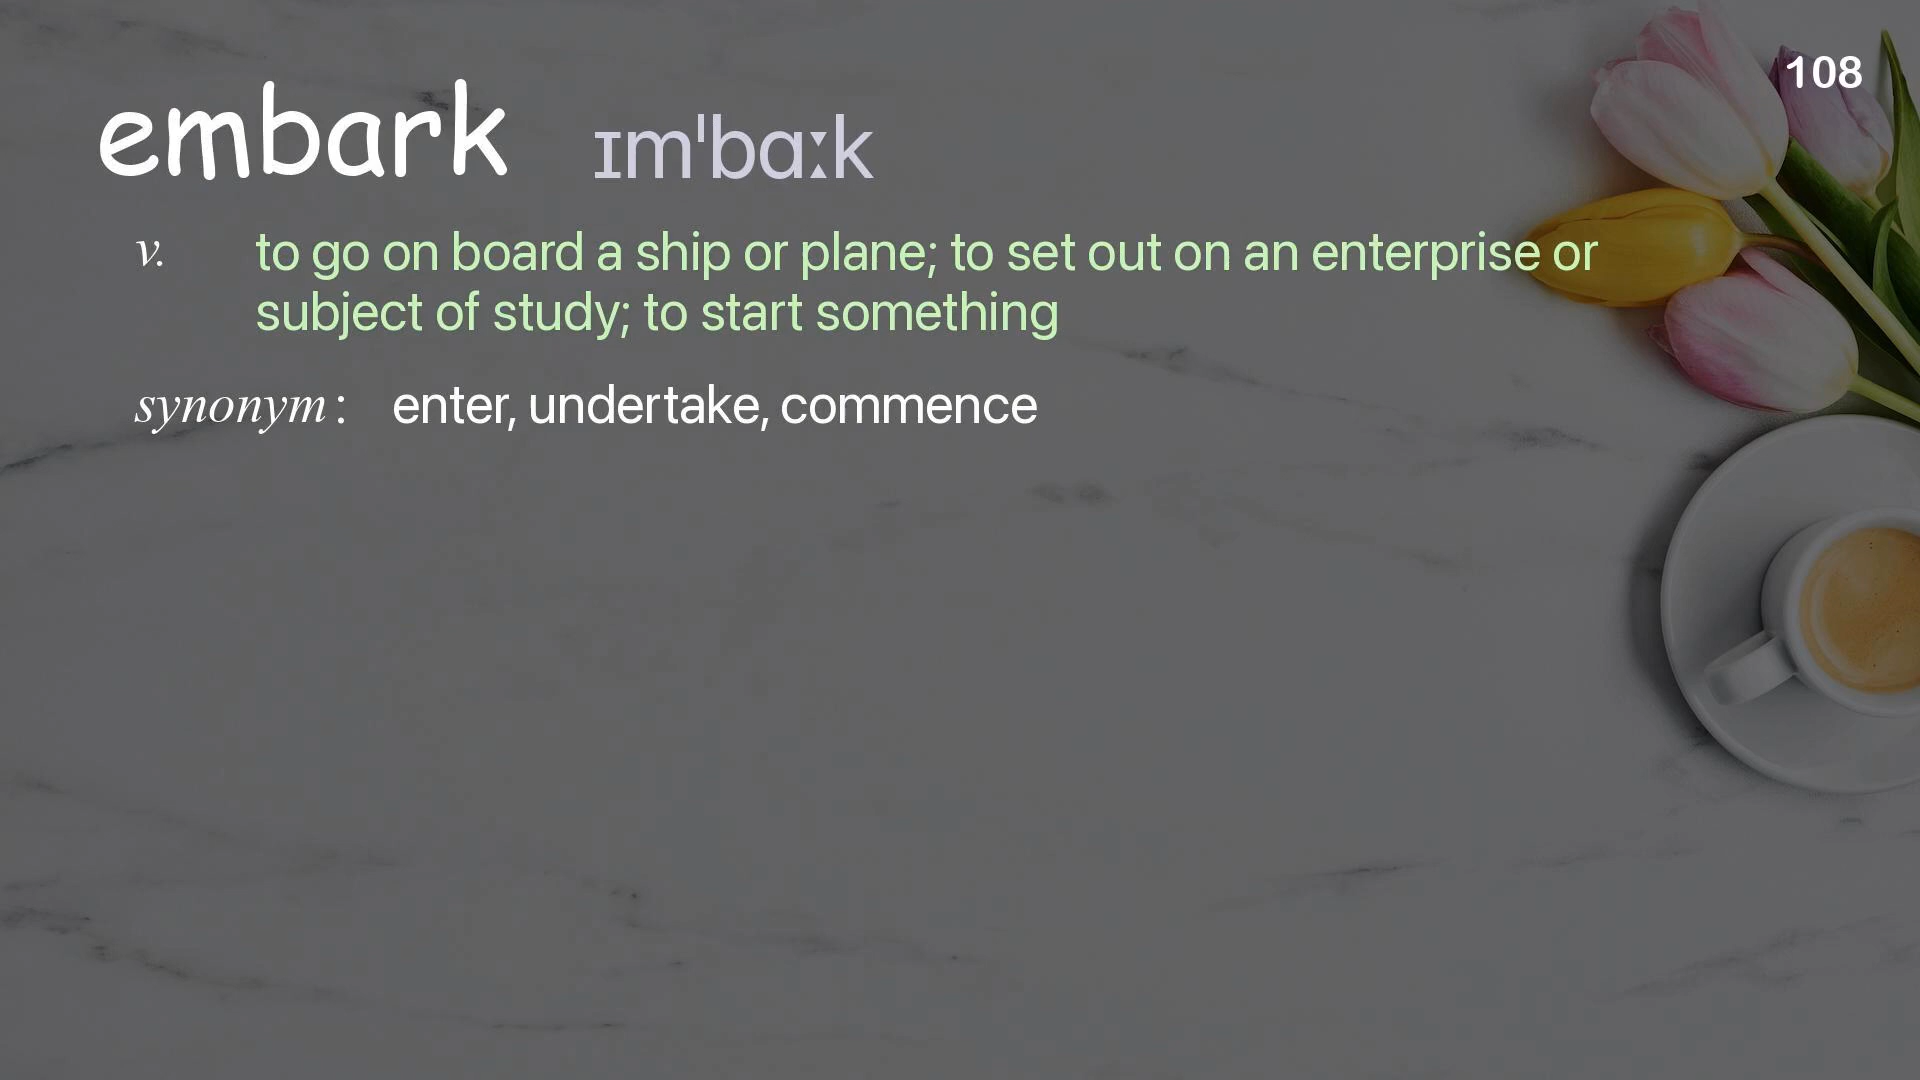 108
embark ɪmˈbɑːk
v. to go on board a ship or plane; to set out on an enterprise or
subject of study; to start something
synonym : enter, undertake, commence